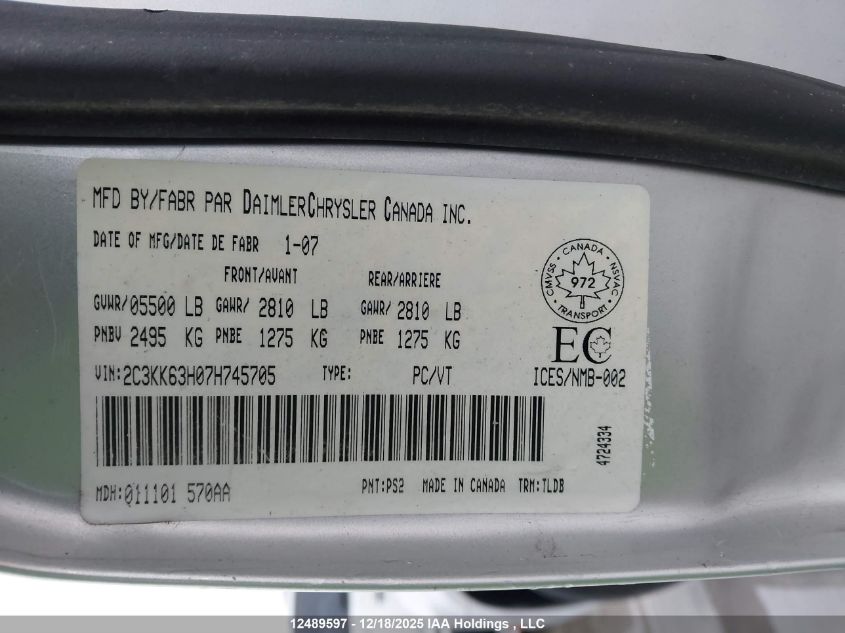 MFD BY/FABR PAR DAIMLERCHRYSLER CANADA INC.
DATE OF MFG/DATE DE FABR 1-07
FRONT/AVANT REAR/ARRIERE
GVWR/05500 LB GAWR/ 2810 LB GAWR/ 2810 LB
PNBV 2495 KG PNBE 1275 KG PNBE 1275 KG
VIN:2C3KK63H07H745705 TYPE: PC/VT
CANADA
CMVSS NSVAC
972
TRANSPORT
EC
ICES/NMB-002
4724334
MDH:011101 570AA PNT:PS2 MADE IN CANADA TRM:TLDB
12489597 - 12/18/2025 IAA Holdings , LLC